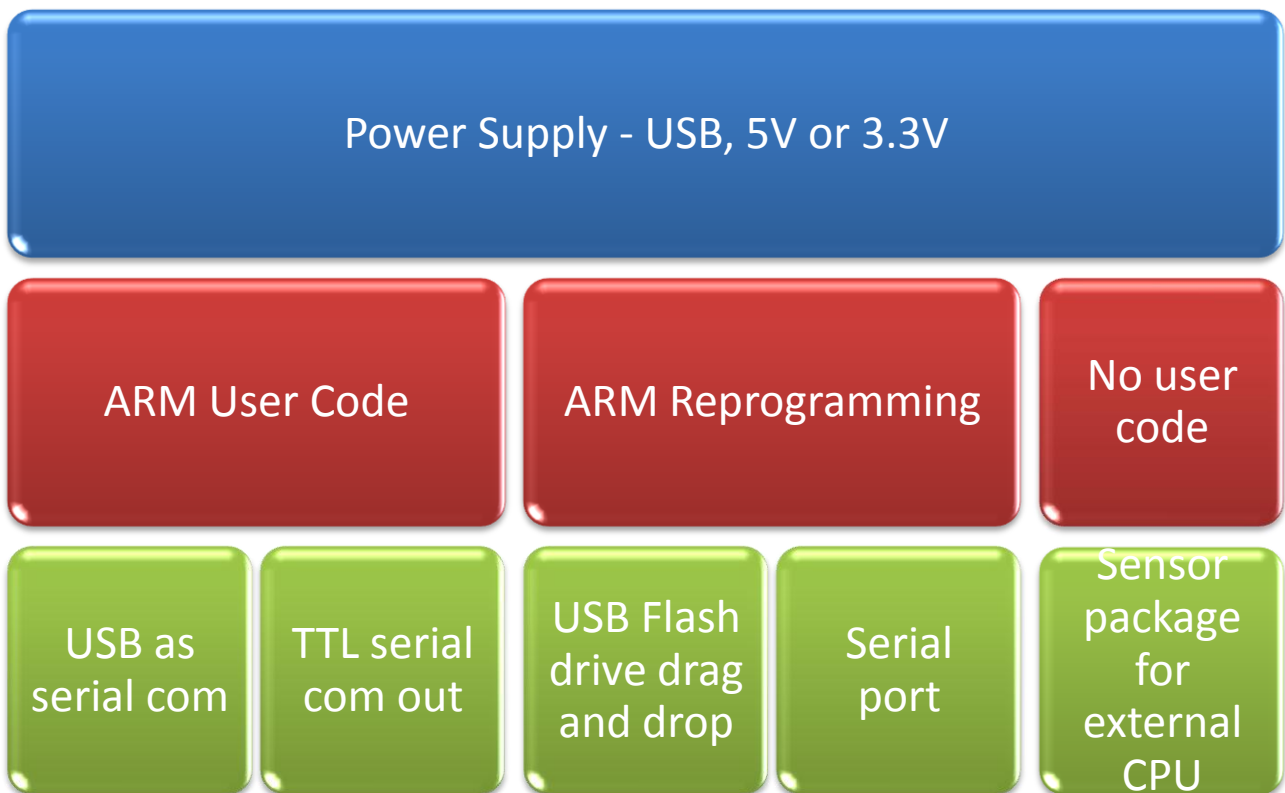 Power Supply - USB, 5V or 3.3V
ARM User Code
ARM Reprogramming
No user
code
USB as
serial com
TTL serial
com out
USB Flash
drive drag
and drop
Serial
port
Sensor
package
for
external
CPU